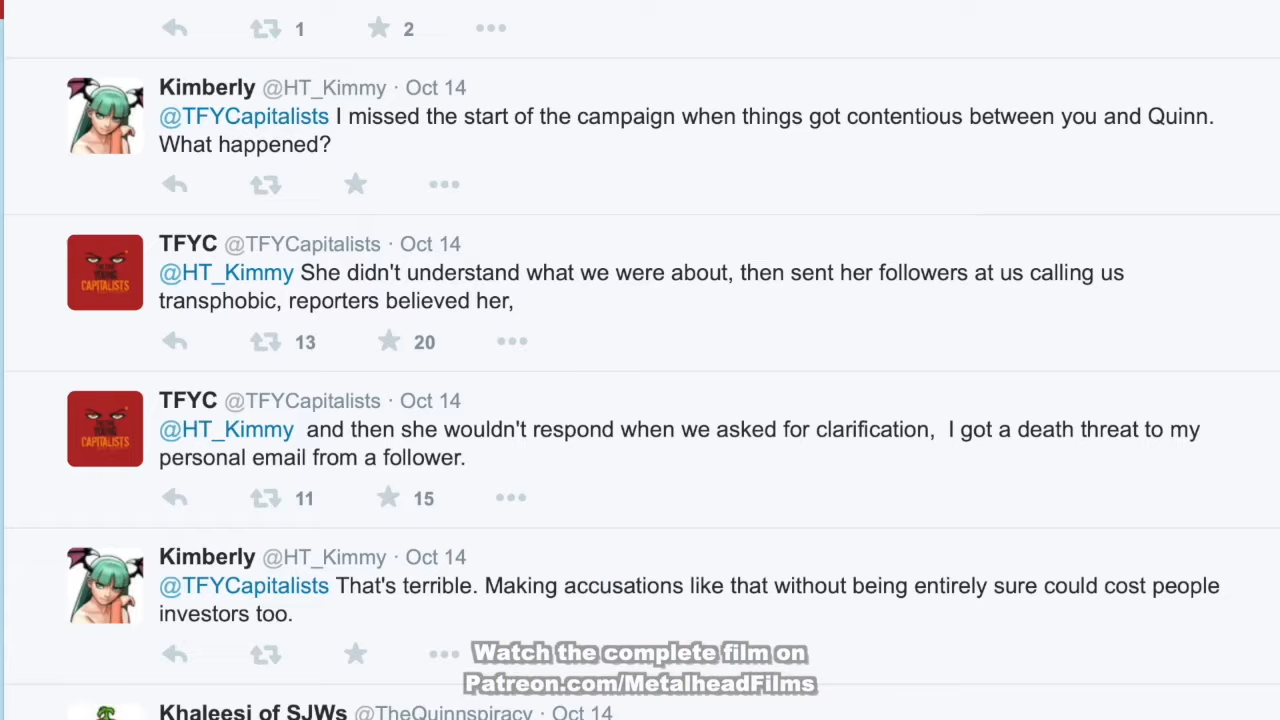 1 2
Kimberly @HT_Kimmy · Oct 14
@TFYCapitalists I missed the start of the campaign when things got contentious between you and Quinn.
What happened?
TFYC @TFYCapitalists · Oct 14
@HT_Kimmy She didn't understand what we were about, then sent her followers at us calling us
transphobic, reporters believed her,
13 20
TFYC @TFYCapitalists · Oct 14
@HT_Kimmy and then she wouldn't respond when we asked for clarification, I got a death threat to my
personal email from a follower.
11 15
Kimberly @HT_Kimmy · Oct 14
@TFYCapitalists That's terrible. Making accusations like that without being entirely sure could cost people
investors too.
Watch the complete film on
Patreon.com/MetalheadFilms
Khaleesi of SJWs @TheQuinnspiracy · Oct 14